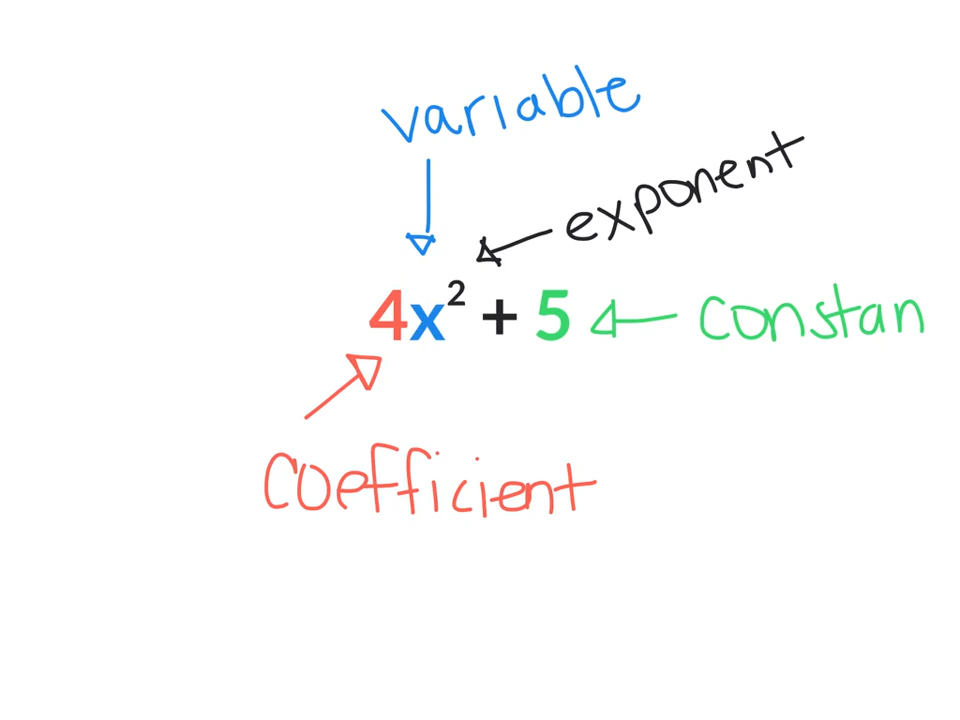 variable
exponent
4x² + 5
constan
coefficient